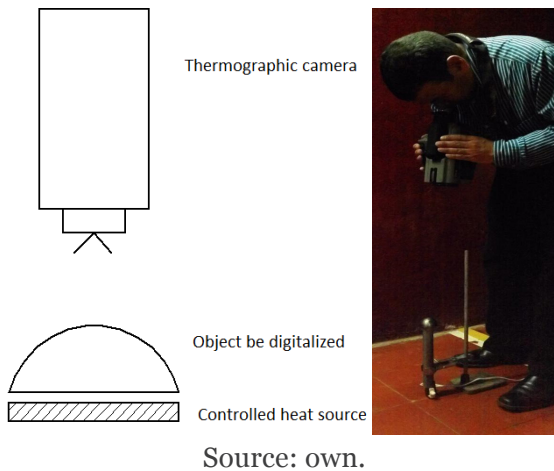 Thermographic camera
Object be digitalized
Controlled heat source
Source: own.